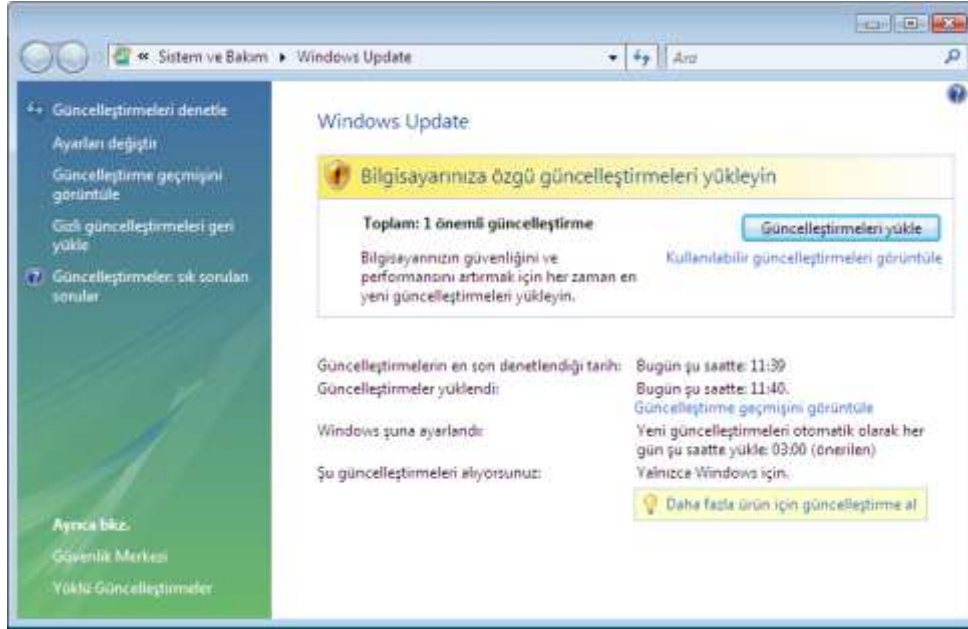 « Sistem ve Bakım ▸ Windows Update
Ara
Güncelleştirmeleri denetle
Ayarları değiştir
Güncelleştirme geçmişini
görüntüle
Gizli güncelleştirmeleri geri
yükle
Güncelleştirmeler: sık sorulan
sorular
Ayrıca bkz.
Güvenlik Merkezi
Yüklü Güncelleştirmeler
Windows Update
Bilgisayarınıza özgü güncelleştirmeleri yükleyin
Toplam: 1 önemli güncelleştirme
Güncelleştirmeleri yükle
Bilgisayarınızın güvenliğini ve
performansını artırmak için her zaman en
yeni güncelleştirmeleri yükleyin.
Kullanılabilir güncelleştirmeleri görüntüle
Güncelleştirmelerin en son denetlendiği tarih: Bugün şu saatte: 11:39
Güncelleştirmeler yüklendi: Bugün şu saatte: 11:40.
Güncelleştirme geçmişini görüntüle
Windows şuna ayarlandı: Yeni güncelleştirmeleri otomatik olarak her
gün şu saatte yükle: 03:00 (önerilen)
Şu güncelleştirmeleri alıyorsunuz: Yalnızca Windows için.
Daha fazla ürün için güncelleştirme al